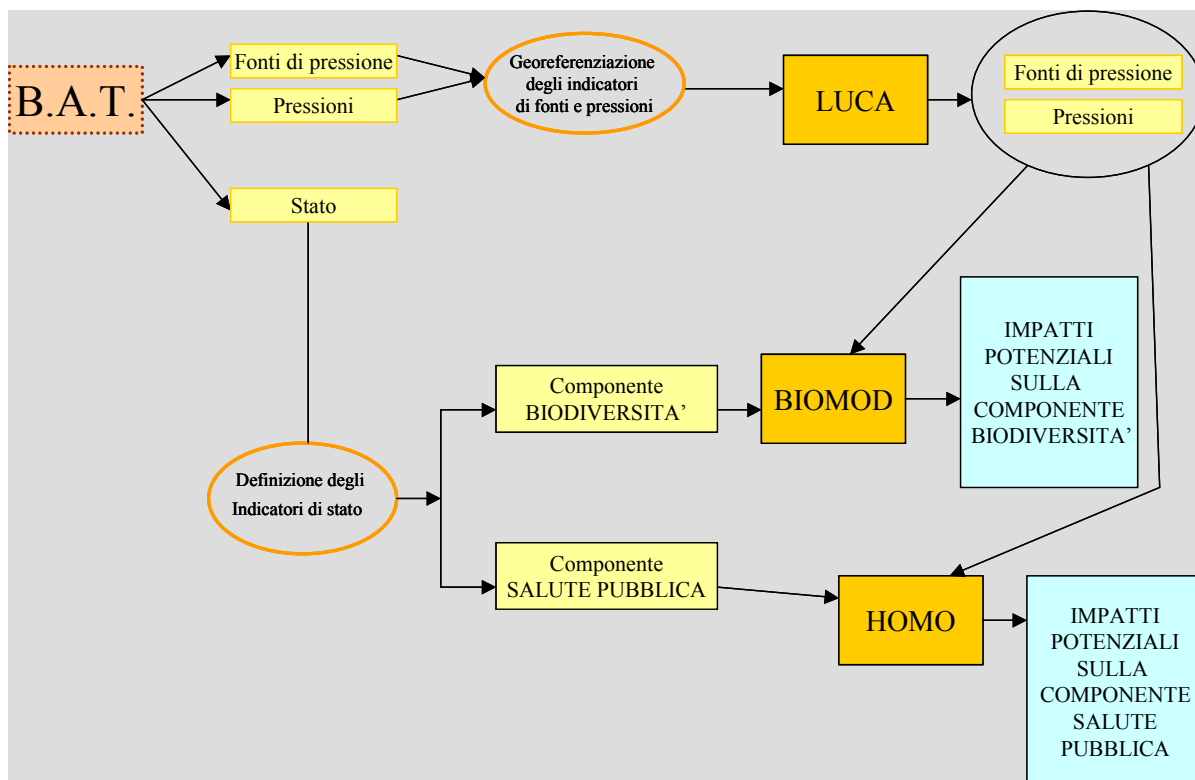 B.A.T.
Fonti di pressione
Pressioni
Stato
Georeferenziazione
degli indicatori
di fonti e pressioni
LUCA
Fonti di pressione
Pressioni
Definizione degli
Indicatori di stato
Componente
BIODIVERSITA’
BIOMOD
IMPATTI
POTENZIALI
SULLA
COMPONENTE
BIODIVERSITA’
Componente
SALUTE PUBBLICA
HOMO
IMPATTI
POTENZIALI
SULLA
COMPONENTE
SALUTE
PUBBLICA